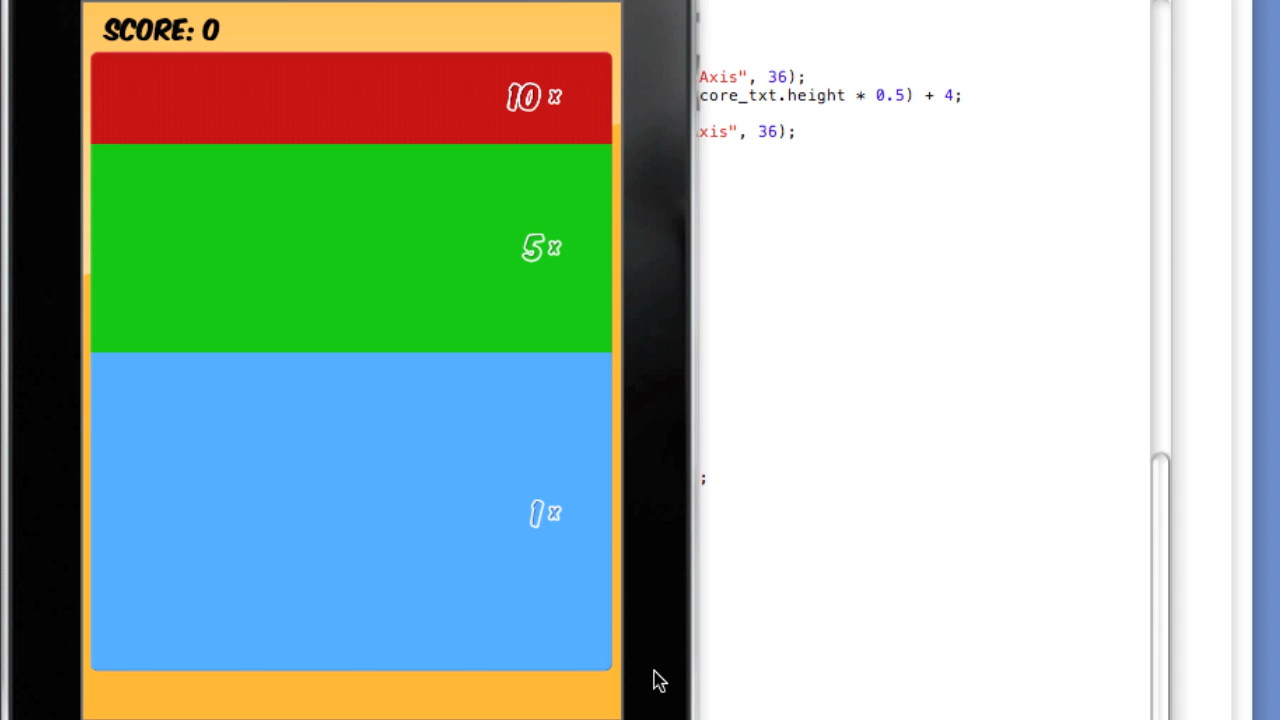 SCORE: 0
10 x
5 x
1 x
Axis", 36);
core_txt.height * 0.5) + 4;
xis", 36);
;